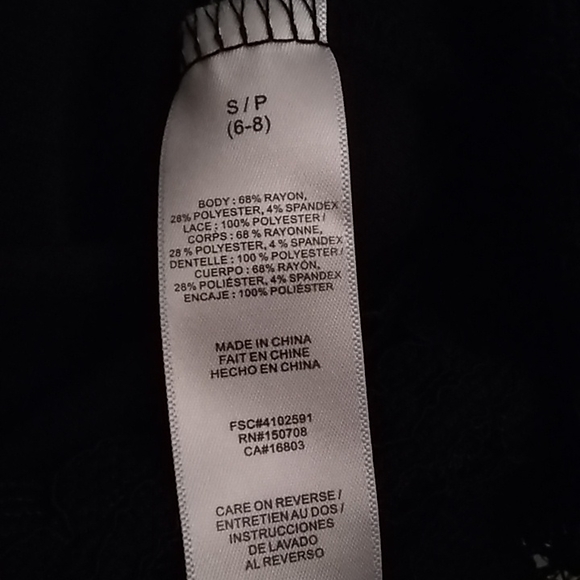 S / P
(6-8)
BODY : 68% RAYON,
28% POLYESTER, 4% SPANDEX
LACE : 100% POLYESTER /
CORPS : 68 % RAYONNE,
28 % POLYESTER, 4 % SPANDEX
DENTELLE : 100 % POLYESTER /
CUERPO : 68% RAYÓN,
28% POLIÉSTER, 4% SPANDEX
ENCAJE : 100% POLIÉSTER
MADE IN CHINA
FAIT EN CHINE
HECHO EN CHINA
FSC#4102591
RN#150708
CA#16803
CARE ON REVERSE /
ENTRETIEN AU DOS /
INSTRUCCIONES
DE LAVADO
AL REVERSO